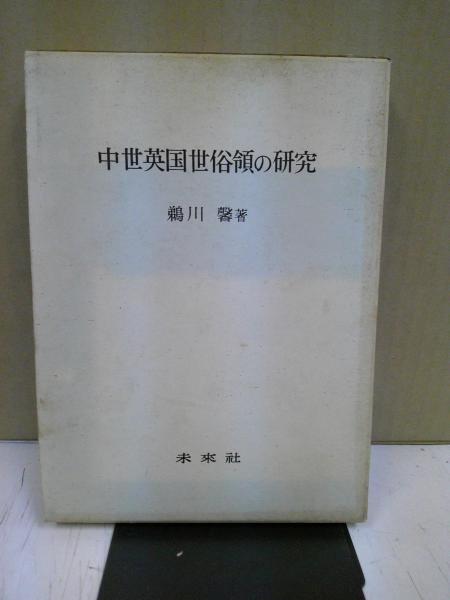 中世英国世俗領の研究
鵜川 馨著
未來社